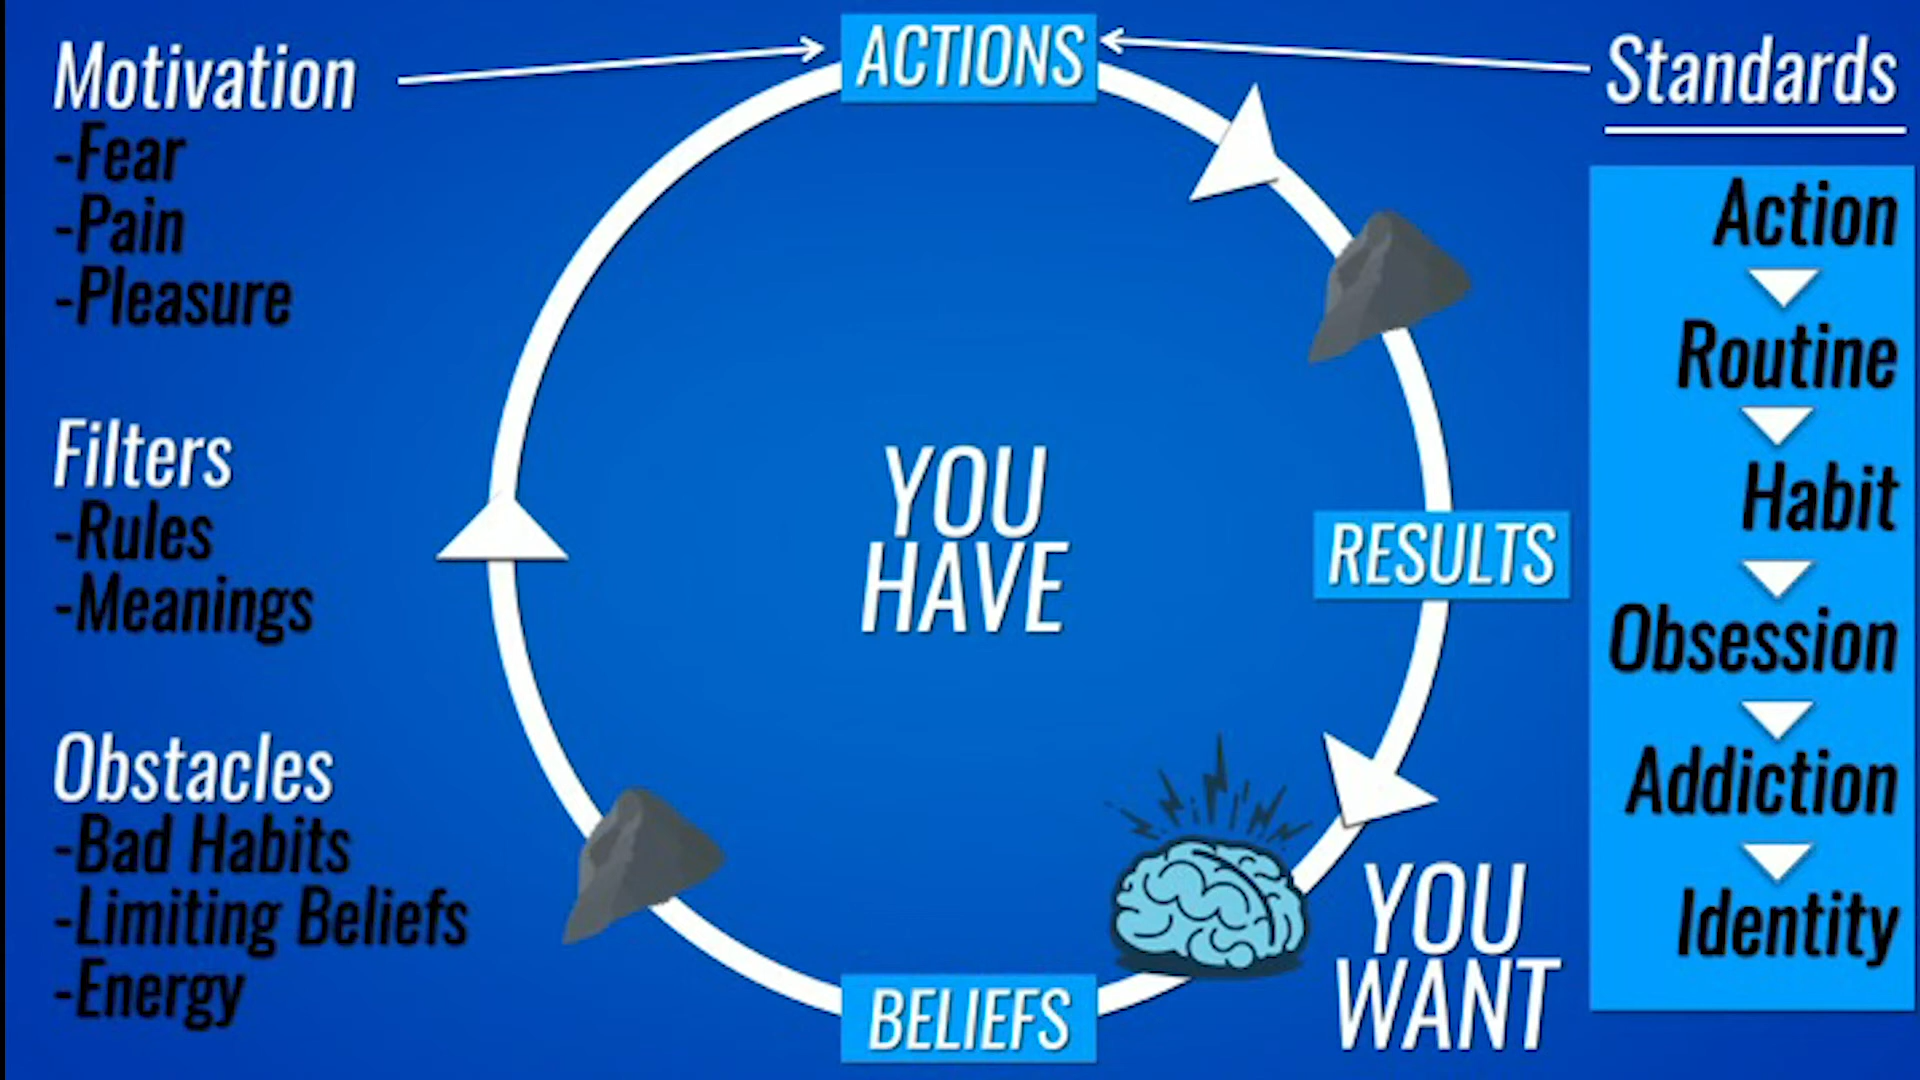 Motivation
-Fear
-Pain
-Pleasure
Filters
-Rules
-Meanings
Obstacles
-Bad Habits
-Limiting Beliefs
-Energy
ACTIONS
YOU
HAVE
RESULTS
BELIEFS
YOU
WANT
Standards
Action
Routine
Habit
Obsession
Addiction
Identity